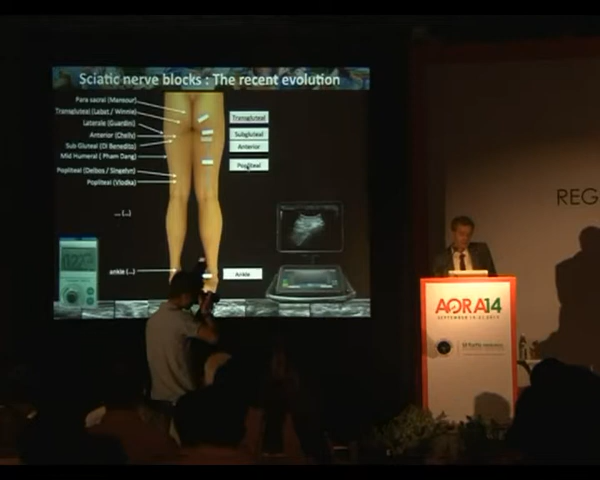 Sciatic nerve blocks : The recent evolution
Para sacral (Mansour)
Transgluteal (Labat / Winnie)
Laterale (Guardini)
Anterior (Chelly)
Sub Gluteal (Di Benedetto)
Mid Humeral ( Pham Dang)
Popliteal (Delbos / Singelyn)
Popliteal (Vloka)
... (...)
ankle (...)
Transgluteal
Subgluteal
Anterior
Popliteal
Ankle
REG
AORA14